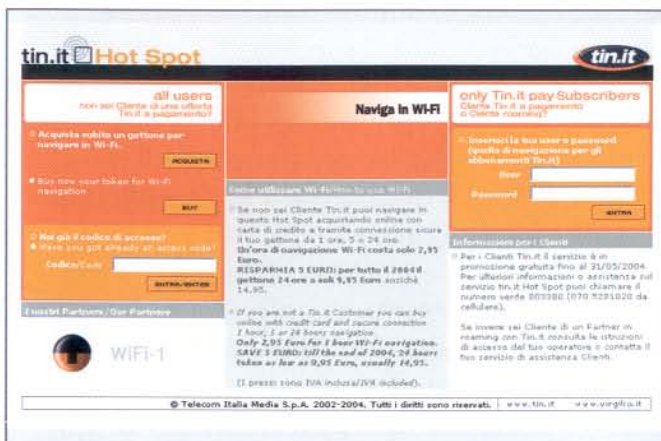 tin.it Hot Spot
tin.it
all users
non sei Cliente di una offerta
Tin.it a pagamento?
Acquista subito un gettone per
navigare in Wi-Fi.
ACQUISTA
Buy now your token for Wi-Fi
navigation
BUY
Hai già il codice di accesso?
Have you got already an access code?
Codice/Code
ENTRA/ENTER
I nostri Partners/Our Partners
WiFi-1
Naviga in Wi-Fi
Come utilizzare Wi-Fi/How to use WiFi
Se non sei Cliente Tin.it puoi navigare in
questo Hot Spot acquistando online con
carta di credito e tramite connessione sicura
il tuo gettone da 1 ora, 5 o 24 ore.
Un'ora di navigazione Wi-Fi costa solo 2,95
Euro.
RISPARMIA 5 EURO: per tutto il 2004 il
gettone 24 ore a soli 9,95 Euro anziché
14,95.
If you are not a Tin.it Customer you can buy
online with credit card and secure connection
1 hour, 5 or 24 hours navigation.
Only 2,95 Euro for 1 hour Wi-Fi navigation.
SAVE 5 EURO: till the end of 2004, 24 hours
token as low as 9,95 Euro, usually 14,95.
(I prezzi sono IVA inclusa/IVA included).
only Tin.it pay Subscribers
Cliente Tin.it a pagamento
o Cliente roaming?
Inserisci la tua user e password
(quella di navigazione per gli
abbonamenti Tin.it)
User
Password
ENTRA
Informazioni per i Clienti
Per i Clienti Tin.it il servizio è in
promozione gratuita fino al 31/05/2004.
Per ulteriori informazioni o assistenza sul
servizio tin.it Hot Spot puoi chiamare il
numero verde 803380 (070 5281020 da
cellulare).
Se invece sei Cliente di un Partner in
roaming con Tin.it consulta le istruzioni
di accesso del tuo operatore o contatta il
tuo servizio di assistenza Clienti.
© Telecom Italia Media S.p.A. 2002-2004. Tutti i diritti sono riservati. | www.tin.it www.virgilio.it